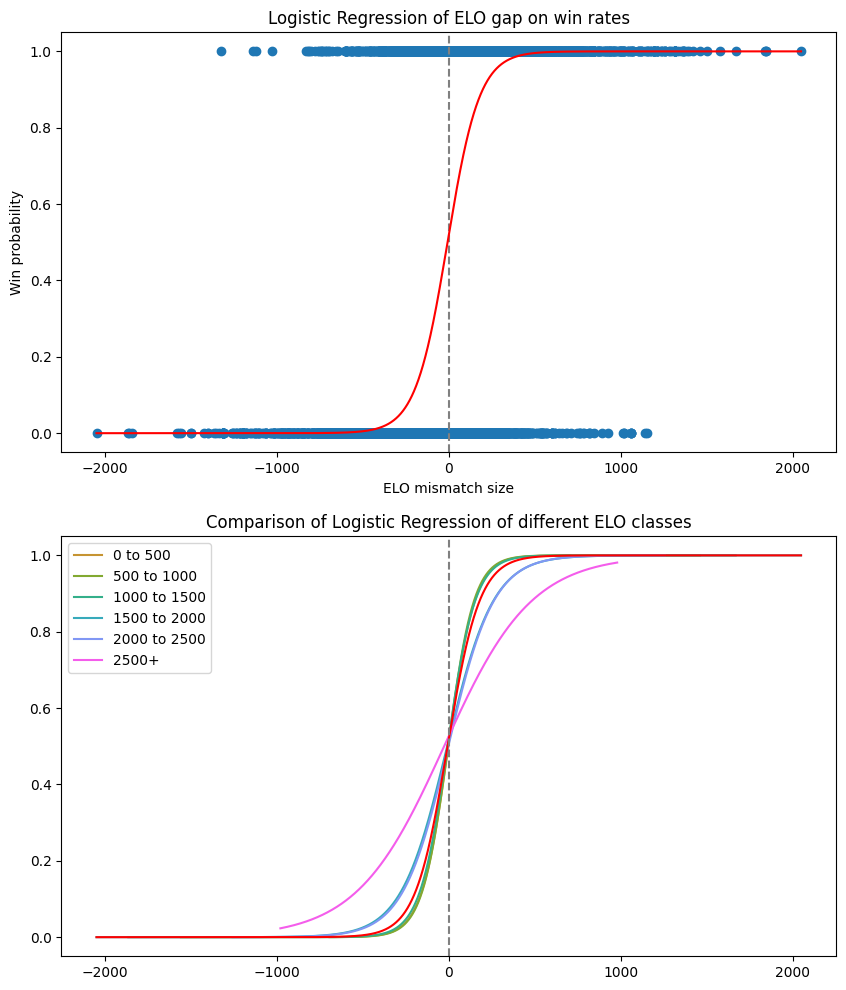 Logistic Regression of ELO gap on win rates
1.0
0.8
0.6
0.4
0.2
0.0
Win probability
−2000 −1000 0 1000 2000
ELO mismatch size
Comparison of Logistic Regression of different ELO classes
1.0
0.8
0.6
0.4
0.2
0.0
0 to 500
500 to 1000
1000 to 1500
1500 to 2000
2000 to 2500
2500+
−2000 −1000 0 1000 2000